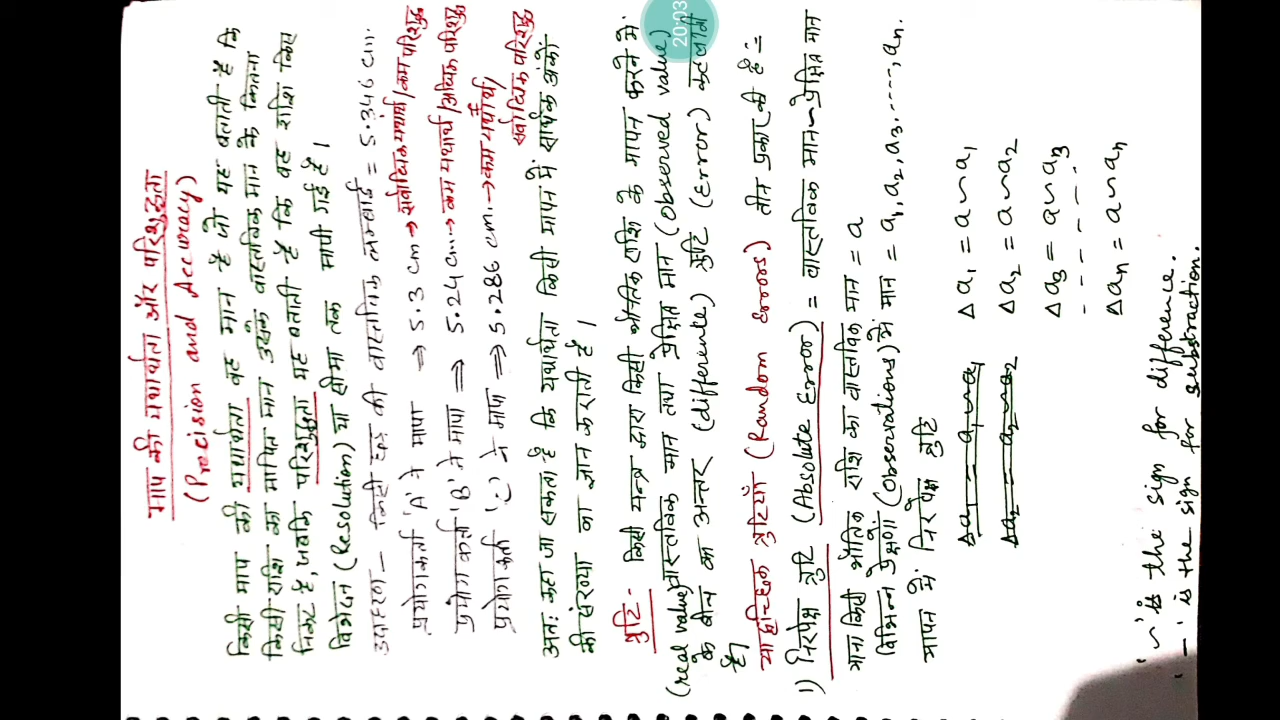 माप की यथार्थता और परिशुद्धता
(Precision and Accuracy)
किसी माप की यथार्थता वह मान है जो यह बताती है कि
किसी राशि का मापित मान उसके वास्तविक मान के कितना
निकट है, जबकि परिशुद्धता यह बताती है कि वह राशि किस
विभेदन (Resolution) या सीमा तक मापी गई है।
उदाहरण – किसी छड़ की वास्तविक लम्बाई = 5.346 cm.
प्रयोगकर्ता 'A' ने मापा ⇒ 5.3 cm → सर्वाधिक यथार्थ/कम परिशुद्ध
प्रयोगकर्ता 'B' ने मापा ⇒ 5.24 cm. → कम यथार्थ/अधिक परिशुद्ध
प्रयोगकर्ता 'C' ने मापा ⇒ 5.286 cm. → कम यथार्थ/
सर्वाधिक परिशुद्ध
अतः कहा जा सकता है कि यथार्थता किसी मापन में सार्थक अंकों
की संख्या का ज्ञान कराती है।
त्रुटि :- किसी यन्त्र द्वारा किसी भौतिक राशि के मापन करने में
(real value) वास्तविक मान तथा प्रेक्षित मान (Observed value)
के बीच का अन्तर (difference) त्रुटि (Error) कहलाती
है।
20:03
यादृच्छिक त्रुटियाँ (Random Errors) तीन प्रकार की हैं :-
1) निरपेक्ष त्रुटि (Absolute Error) = वास्तविक मान ~ प्रेक्षित मान
माना किसी भौतिक राशि का वास्तविक मान = a
विभिन्न प्रेक्षणों (Observations) में मान = a₁, a₂, a₃ ......, aₙ.
मापन में निरपेक्ष त्रुटि
Δa₁ = a ~ a₁
Δa₂ = a ~ a₂
Δa₃ = a ~ a₃
- - - - - -
Δaₙ = a ~ aₙ
'~' is the sign for difference.
'-' is the sign for substraction.